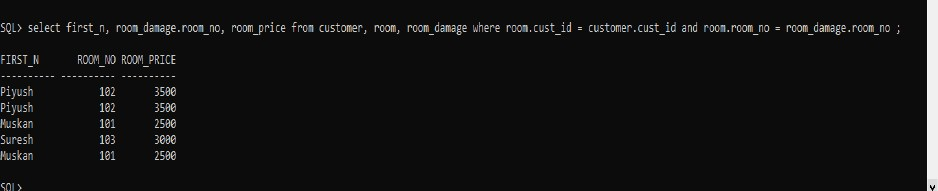 SQL> select first_n, room_damage.room_no, room_price from customer, room, room_damage where room.cust_id = customer.cust_id and room.room_no = room_damage.room_no ;
FIRST_N ROOM_NO ROOM_PRICE
---------- ---------- ----------
Piyush 102 3500
Piyush 102 3500
Muskan 101 2500
Suresh 103 3000
Muskan 101 2500
SQL>